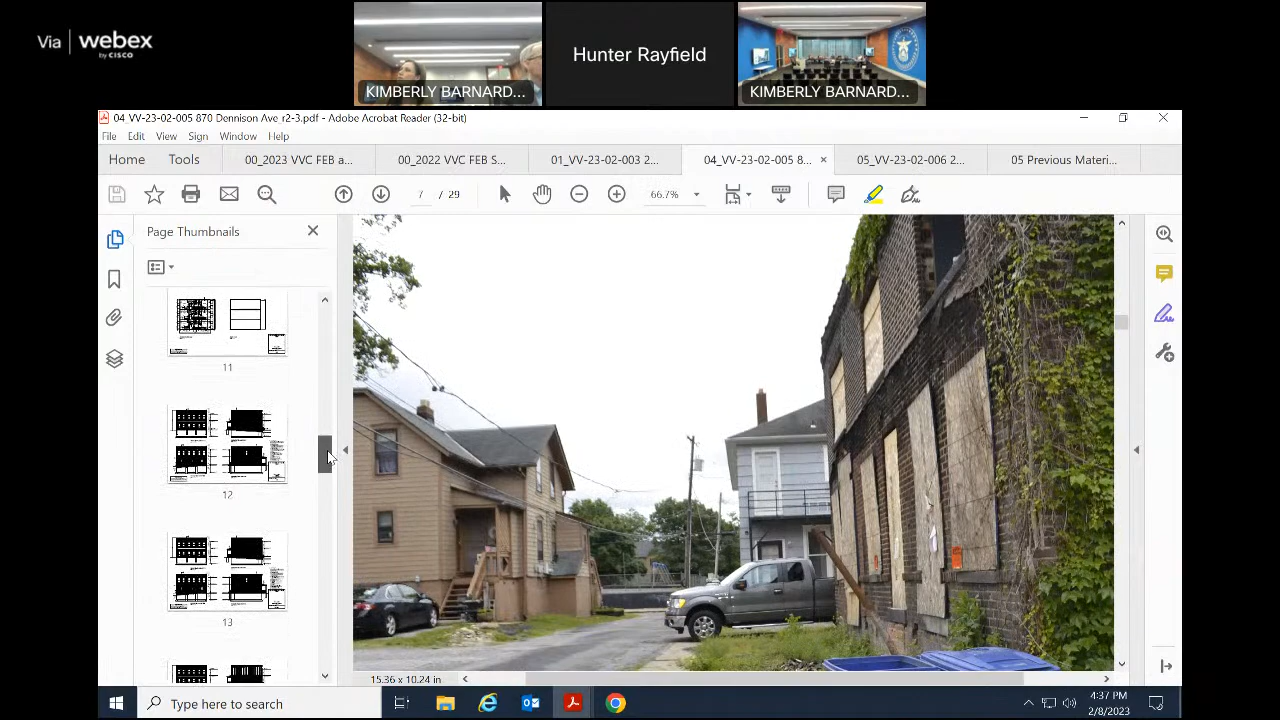 Via webex
by CISCO
KIMBERLY BARNARD...
Hunter Rayfield
KIMBERLY BARNARD...
04_VV-23-02-005 870 Dennison Ave_r2-3.pdf - Adobe Acrobat Reader (32-bit)
File Edit View Sign Window Help
Home Tools 00_2023 VVC FEB a... 00_2022 VVC FEB S... 01_VV-23-02-003 2... 04_VV-23-02-005 8... × 05_VV-23-02-006 2... 05 Previous Materi...
7 / 29 66.7%
Page Thumbnails
11
12
13
15.36 x 10.24 in
Type here to search
4:37 PM
2/8/2023